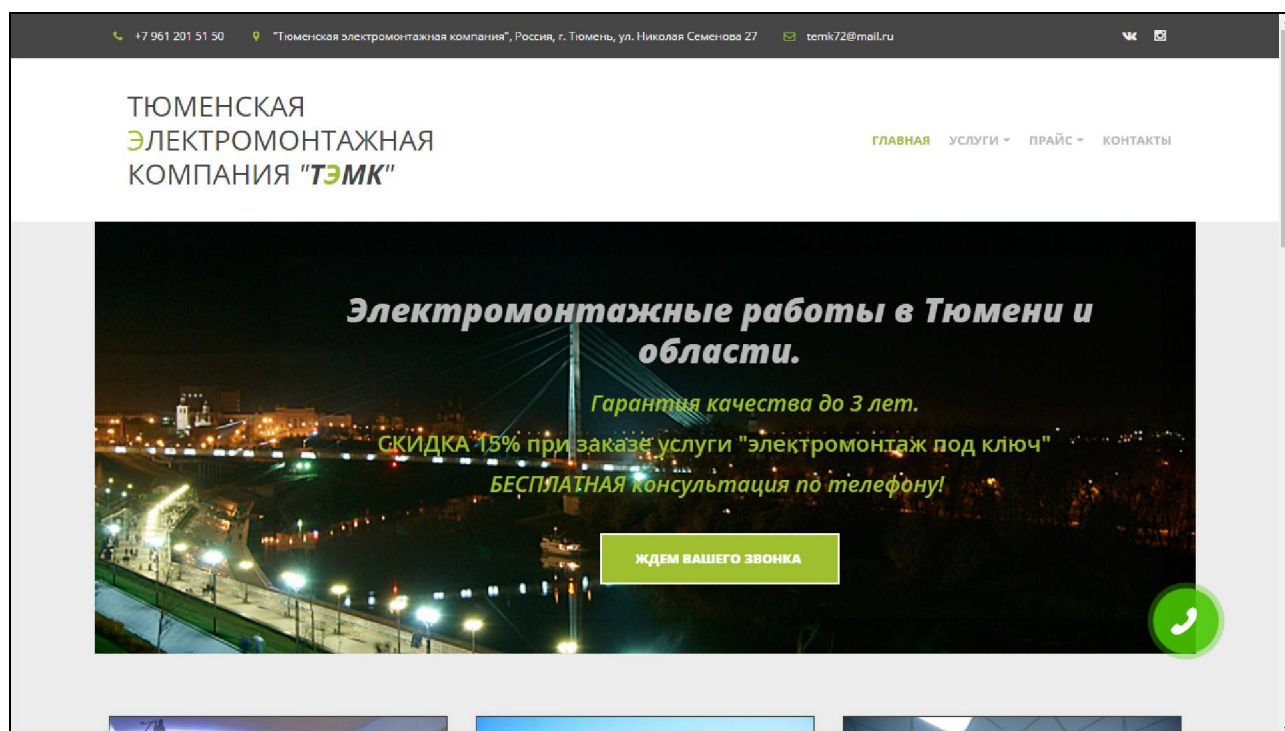 +7 961 201 51 50 "Тюменская электромонтажная компания", Россия, г. Тюмень, ул. Николая Семенова 27 temk72@mail.ru
ТЮМЕНСКАЯ
ЭЛЕКТРОМОНТАЖНАЯ
КОМПАНИЯ "ТЭМК"
ГЛАВНАЯ УСЛУГИ ПРАЙС КОНТАКТЫ
Электромонтажные работы в Тюмени и
области.
Гарантия качества до 3 лет.
СКИДКА 15% при заказе услуги "электромонтаж под ключ"
БЕСПЛАТНАЯ консультация по телефону!
ЖДЕМ ВАШЕГО ЗВОНКА